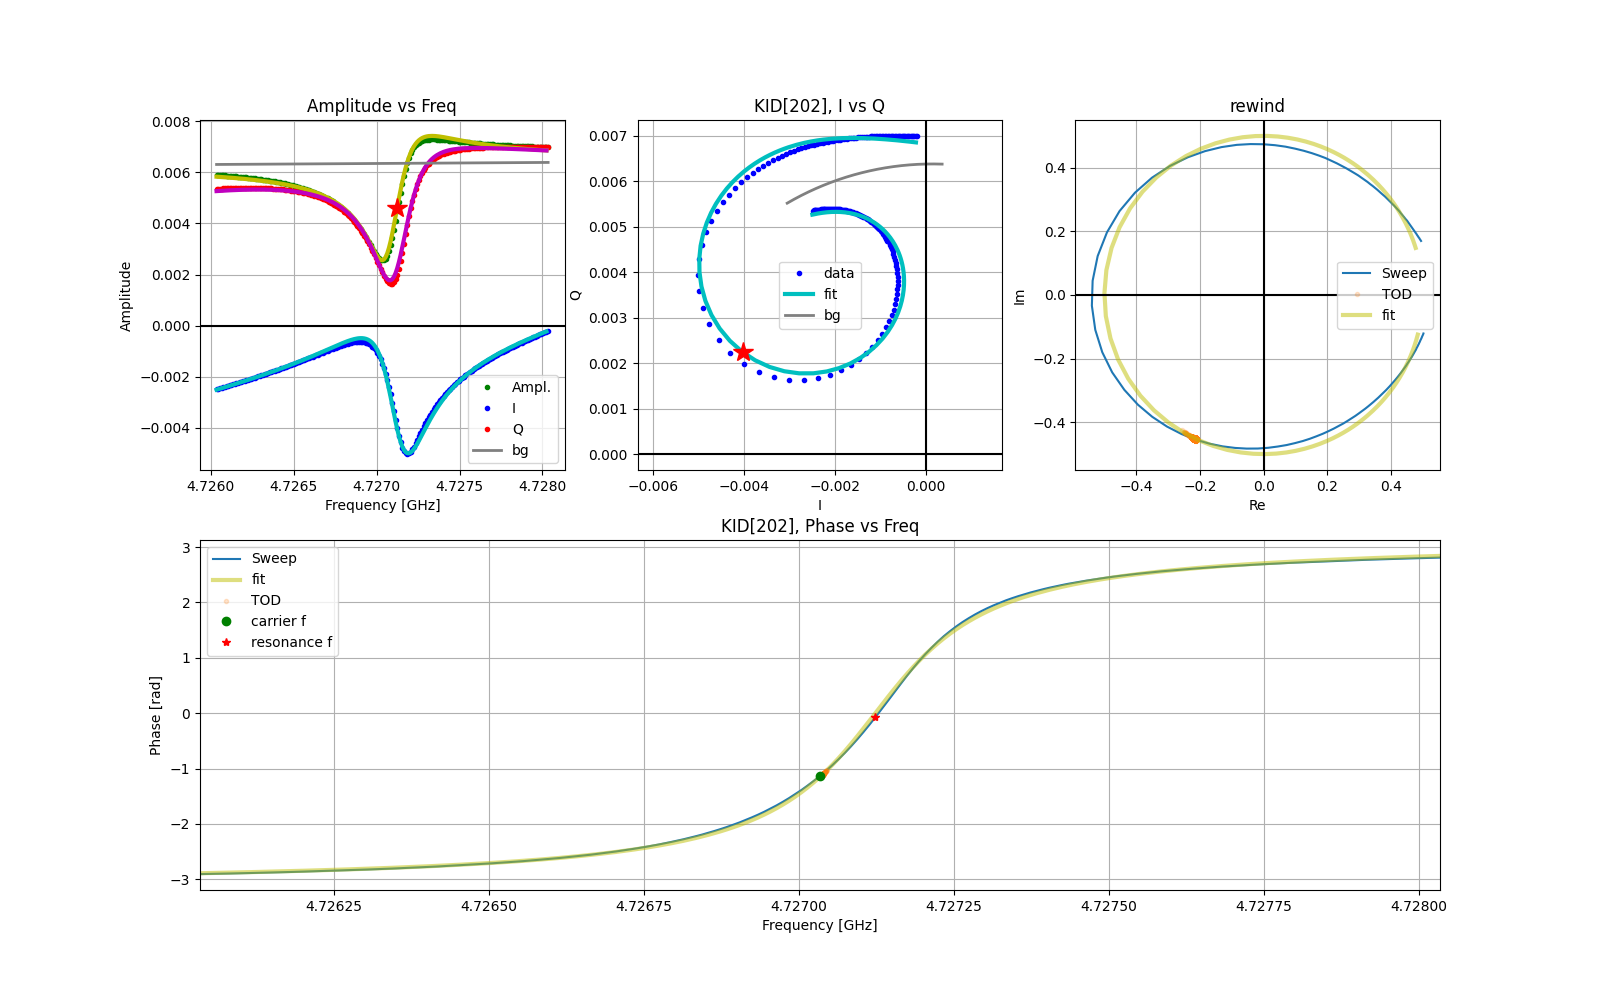 Amplitude vs Freq
0.008
0.006
0.004
0.002
0.000
−0.002
−0.004
Amplitude
Ampl.
I
Q
bg
4.7260 4.7265 4.7270 4.7275 4.7280
Frequency [GHz]
KID[202], I vs Q
0.007
0.006
0.005
0.004
0.003
0.002
0.001
0.000
Q
data
fit
bg
−0.006 −0.004 −0.002 0.000
I
rewind
0.4
0.2
0.0
−0.2
−0.4
Im
Sweep
TOD
fit
−0.4 −0.2 0.0 0.2 0.4
Re
KID[202], Phase vs Freq
3
2
1
0
−1
−2
−3
Phase [rad]
Sweep
fit
TOD
carrier f
resonance f
4.72625 4.72650 4.72675 4.72700 4.72725 4.72750 4.72775 4.72800
Frequency [GHz]